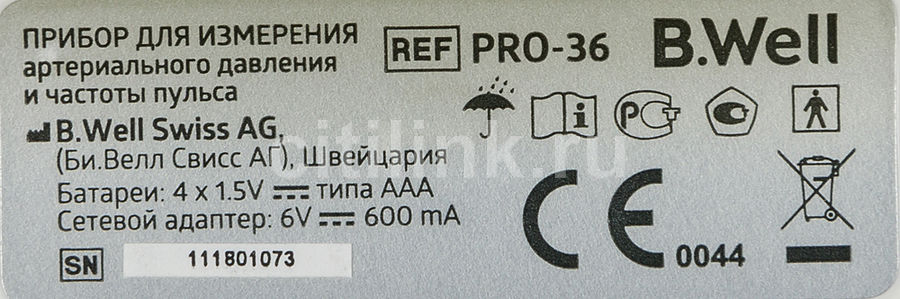 ПРИБОР ДЛЯ ИЗМЕРЕНИЯ
артериального давления
и частоты пульса
REF PRO-36
B.Well
B.Well Swiss AG,
(Би.Велл Свисс АГ), Швейцария
Батареи: 4 x 1.5V типа AAA
Сетевой адаптер: 6V 600 mA
SN 111801073
CE 0044
citilink.ru